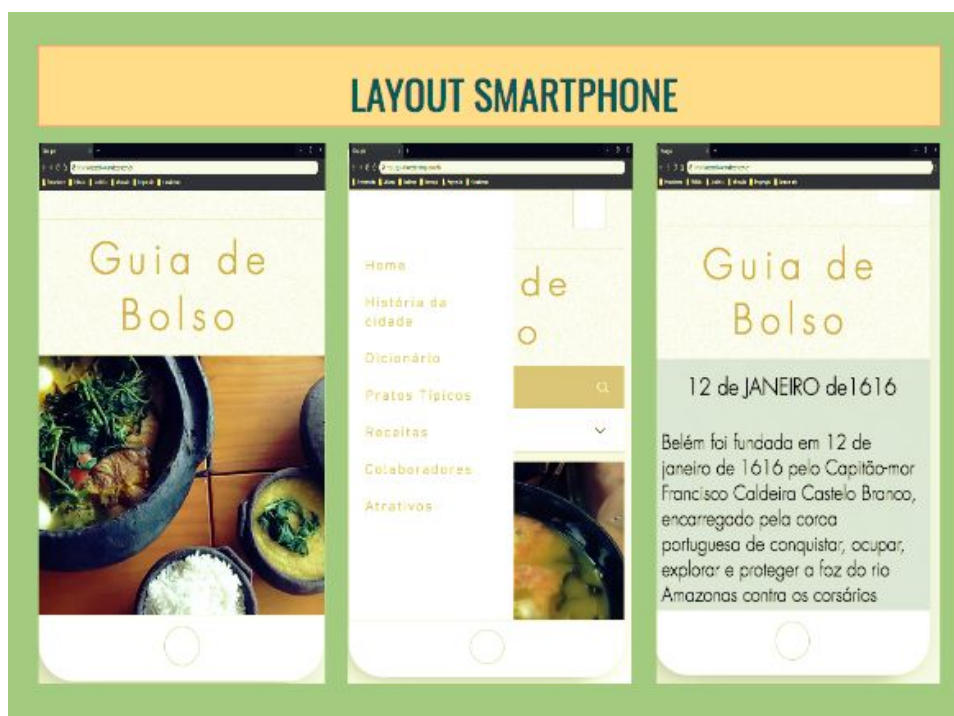 LAYOUT SMARTPHONE
Guia de
Bolso
Home
História da
cidade
Dicionário
Pratos Típicos
Receitas
Colaboradores
Atrativos
de
o
Guia de
Bolso
12 de JANEIRO de1616
Belém foi fundada em 12 de
janeiro de 1616 pelo Capitão-mor
Francisco Caldeira Castelo Branco,
encarregado pela coroa
portuguesa de conquistar, ocupar,
explorar e proteger a foz do rio
Amazonas contra os corsários